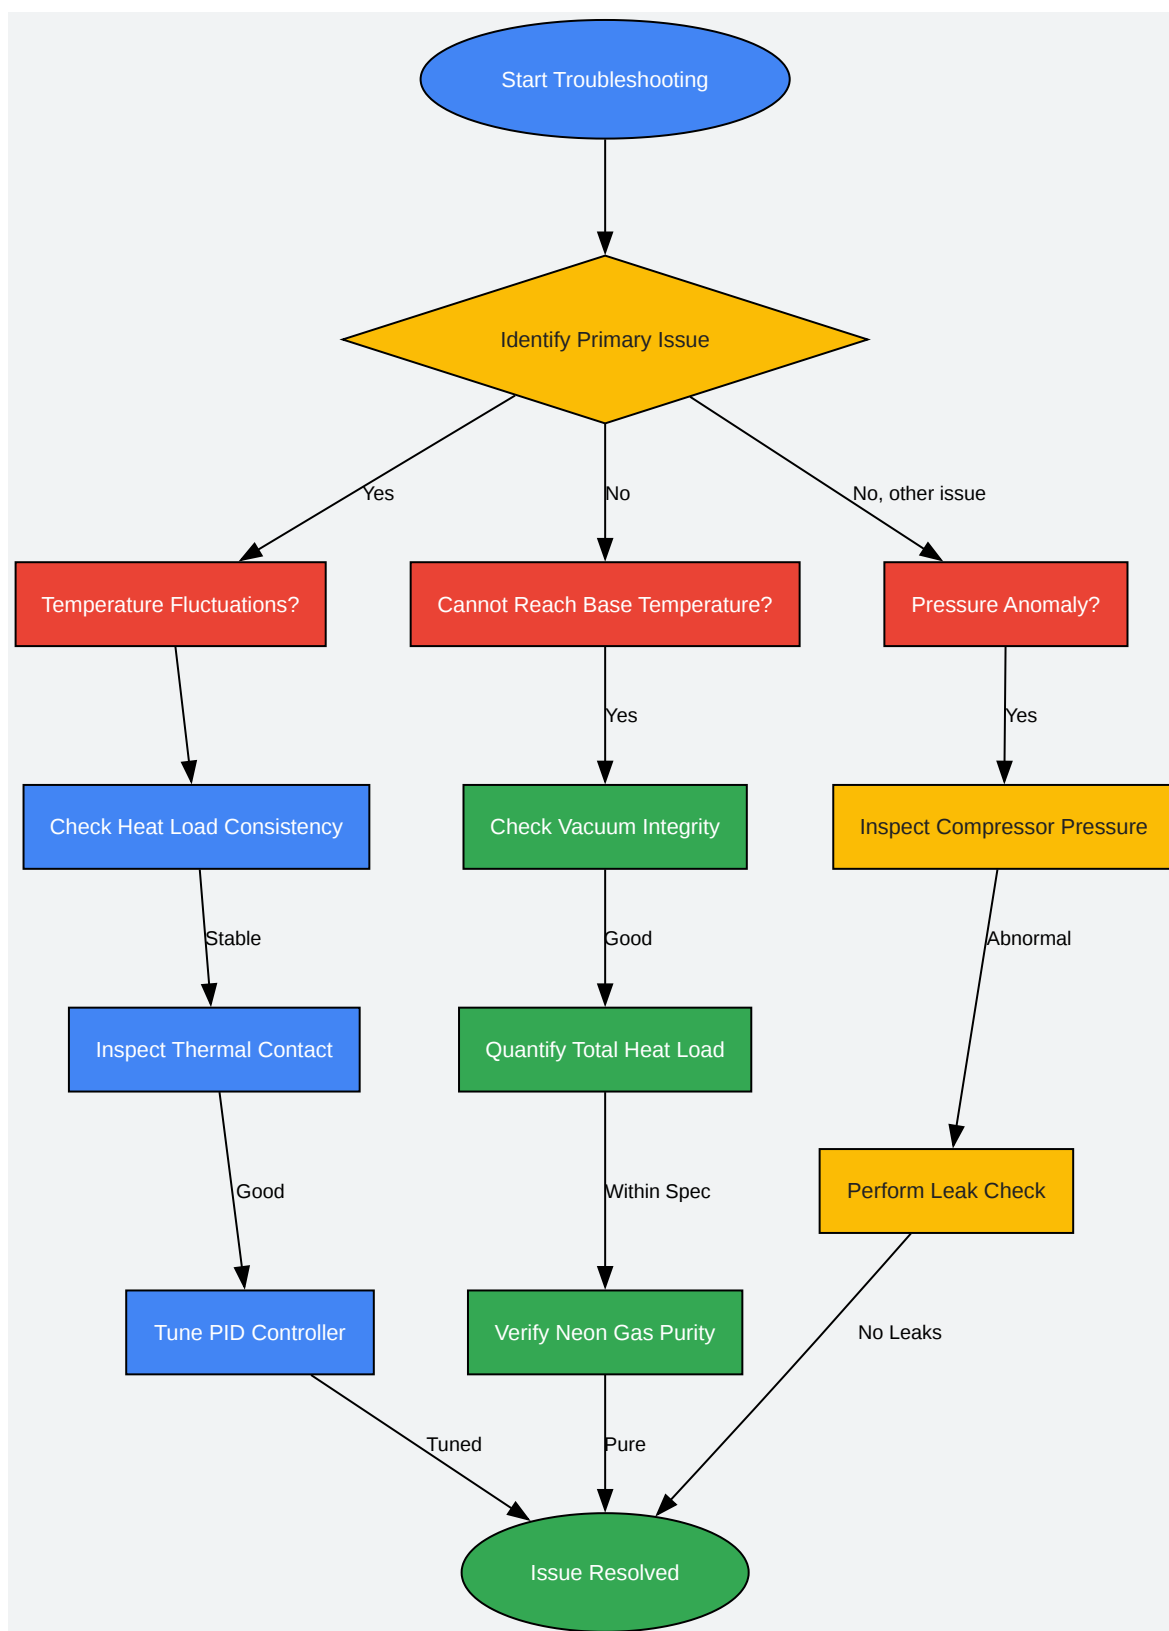 Start Troubleshooting
Identify Primary Issue
Yes
No
No, other issue
Temperature Fluctuations?
Cannot Reach Base Temperature?
Pressure Anomaly?
Yes
Yes
Check Heat Load Consistency
Check Vacuum Integrity
Inspect Compressor Pressure
Stable
Good
Abnormal
Inspect Thermal Contact
Quantify Total Heat Load
Good
Within Spec
Perform Leak Check
Tune PID Controller
Verify Neon Gas Purity
No Leaks
Tuned
Pure
Issue Resolved